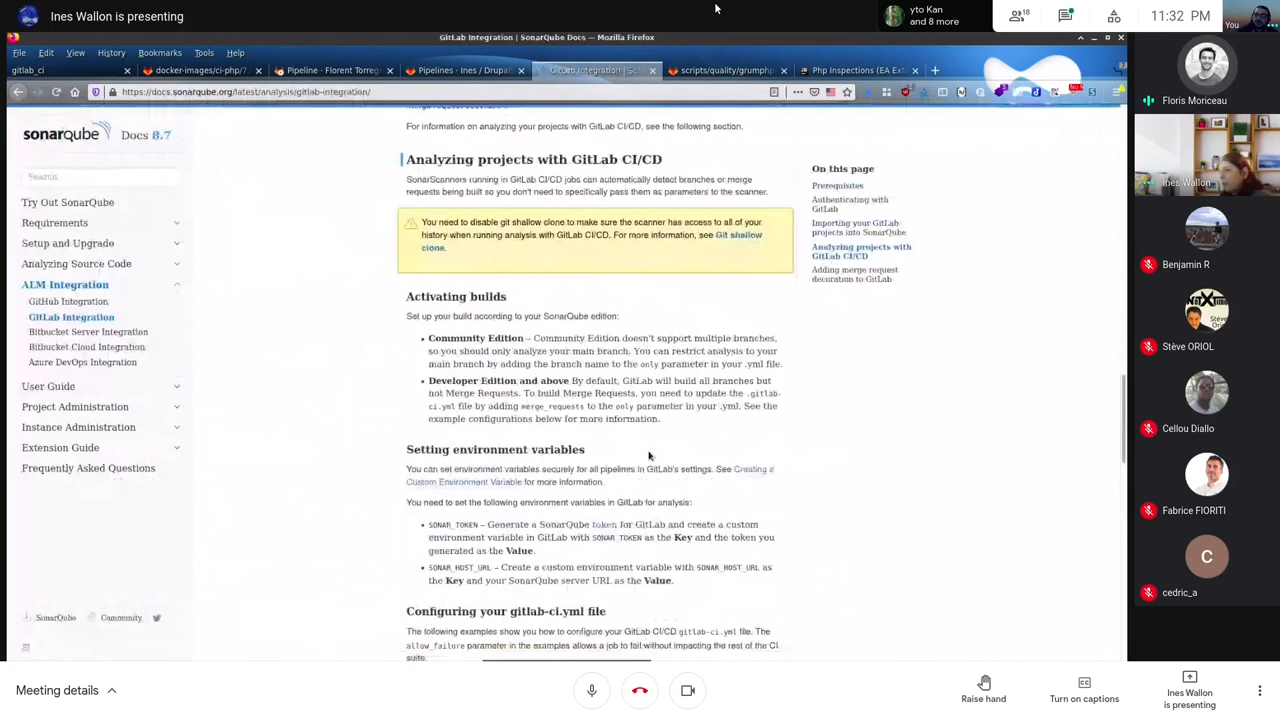 Ines Wallon is presenting
yto Kan
and 8 more
18
11:32 PM
You
GitLab Integration | SonarQube Docs — Mozilla Firefox
File Edit View History Bookmarks Tools Help
gitlab_ci
docker-images/ci-php/7.
Pipeline · Florent Torreg
Pipelines · Ines / Drupal
GitLab Integration | 
scripts/quality/grumphp
Php Inspections (EA Ext
https://docs.sonarqube.org/latest/analysis/gitlab-integration/
sonarqube Docs 8.7
Search...
Try Out SonarQube
Requirements
Setup and Upgrade
Analyzing Source Code
ALM Integration
GitHub Integration
GitLab Integration
Bitbucket Server Integration
Bitbucket Cloud Integration
Azure DevOps Integration
User Guide
Project Administration
Instance Administration
Extension Guide
Frequently Asked Questions
SonarQube Community
For information on analyzing your projects with GitLab CI/CD, see the following section.
Analyzing projects with GitLab CI/CD
SonarScanners running in GitLab CI/CD jobs can automatically detect branches or merge
requests being built so you don't need to specifically pass them as parameters to the scanner.
You need to disable git shallow clone to make sure the scanner has access to all of your
history when running analysis with GitLab CI/CD. For more information, see Git shallow
clone.
Activating builds
Set up your build according to your SonarQube edition:
• Community Edition – Community Edition doesn't support multiple branches,
so you should only analyze your main branch. You can restrict analysis to your
main branch by adding the branch name to the only parameter in your .yml file.
• Developer Edition and above By default, GitLab will build all branches but
not Merge Requests. To build Merge Requests, you need to update the .gitlab-
ci.yml file by adding merge_requests to the only parameter in your .yml. See the
example configurations below for more information.
Setting environment variables
You can set environment variables securely for all pipelines in GitLab's settings. See Creating a
Custom Environment Variable for more information.
You need to set the following environment variables in GitLab for analysis:
• SONAR_TOKEN – Generate a SonarQube token for GitLab and create a custom
environment variable in GitLab with SONAR_TOKEN as the Key and the token you
generated as the Value.
• SONAR_HOST_URL – Create a custom environment variable with SONAR_HOST_URL as
the Key and your SonarQube server URL as the Value.
Configuring your gitlab-ci.yml file
The following examples show you how to configure your GitLab CI/CD gitlab-ci.yml file. The
allow_failure parameter in the examples allows a job to fail without impacting the rest of the CI
suite.
On this page
Prerequisites
Authenticating with
GitLab
Importing your GitLab
projects into SonarQube
Analyzing projects with
GitLab CI/CD
Adding merge request
decoration to GitLab
Floris Moriceau
Ines Wallon
Benjamin R
Stève ORIOL
Cellou Diallo
Fabrice FIORITI
C
cedric_a
Meeting details
Raise hand
Turn on captions
Ines Wallon
is presenting